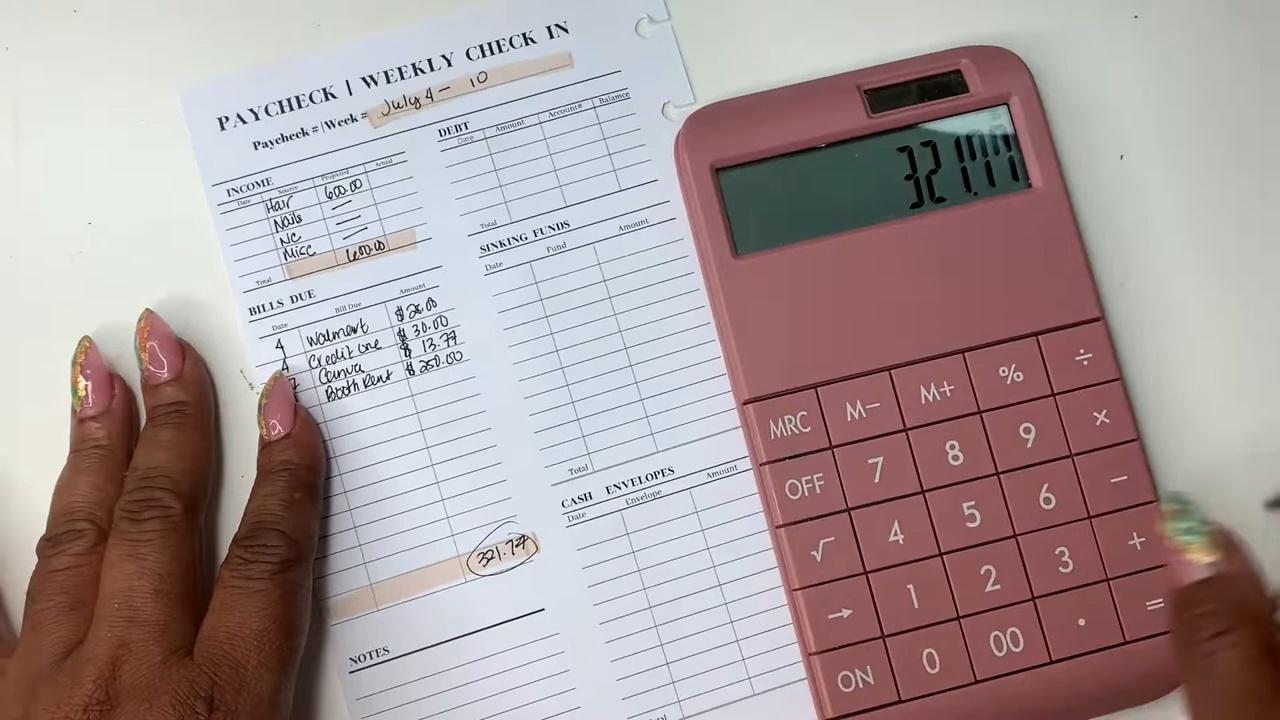 PAYCHECK | WEEKLY CHECK IN
Paycheck # | Week # July 4 - 10
INCOME
Date Source Projected Actual
Hair 600.00
Nails —
NC —
Misc
Total 600.00
BILLS DUE
Date Bill Due Amount
4 Walmart $28.00
Credit One $ 30.00
7 Canva $ 13.77
Booth Rent $250.00
321.77
NOTES
DEBT
Date Amount Account# Balance
Total
SINKING FUNDS
Date Fund Amount
Total
CASH ENVELOPES
Date Envelope Amount
Total
321.77
MRC M− M+ % ÷
OFF 7 8 9 ×
√ 4 5 6 −
→ 1 2 3 +
ON 0 00 . =